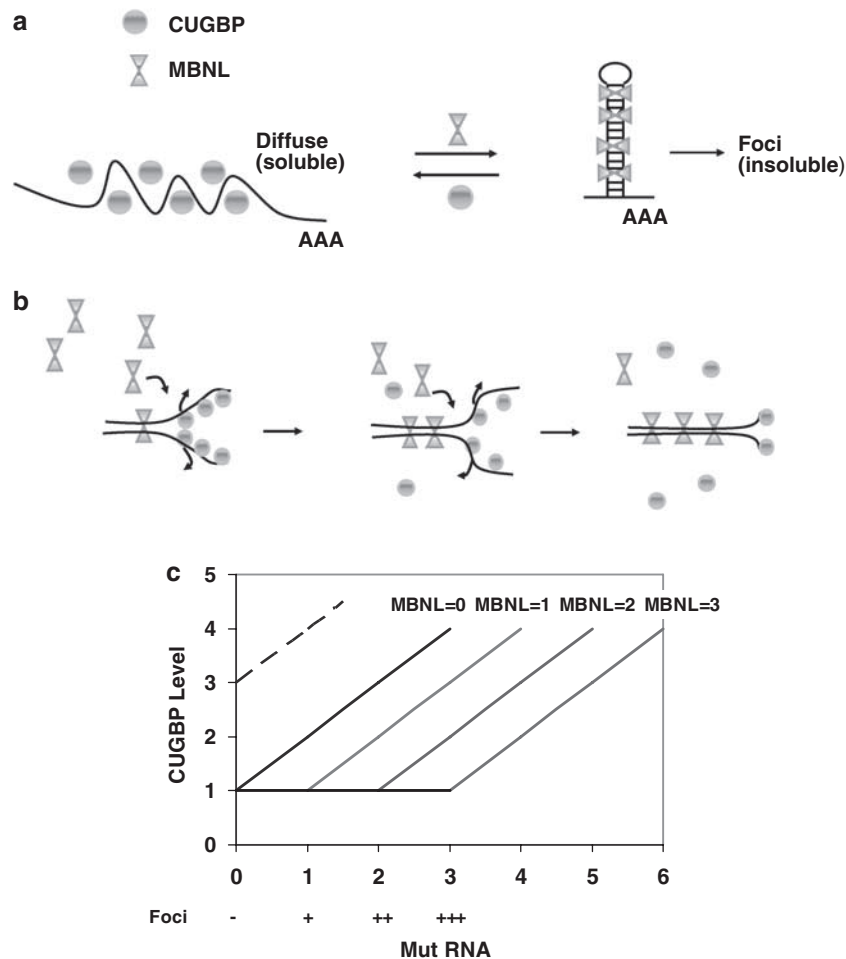 a
CUGBP
MBNL
Diffuse
(soluble)
AAA
AAA
Foci
(insoluble)
b
c
CUGBP Level
5
4
3
2
1
0
MBNL=0 MBNL=1 MBNL=2 MBNL=3
0 1 2 3 4 5 6
Foci - + ++ +++
Mut RNA